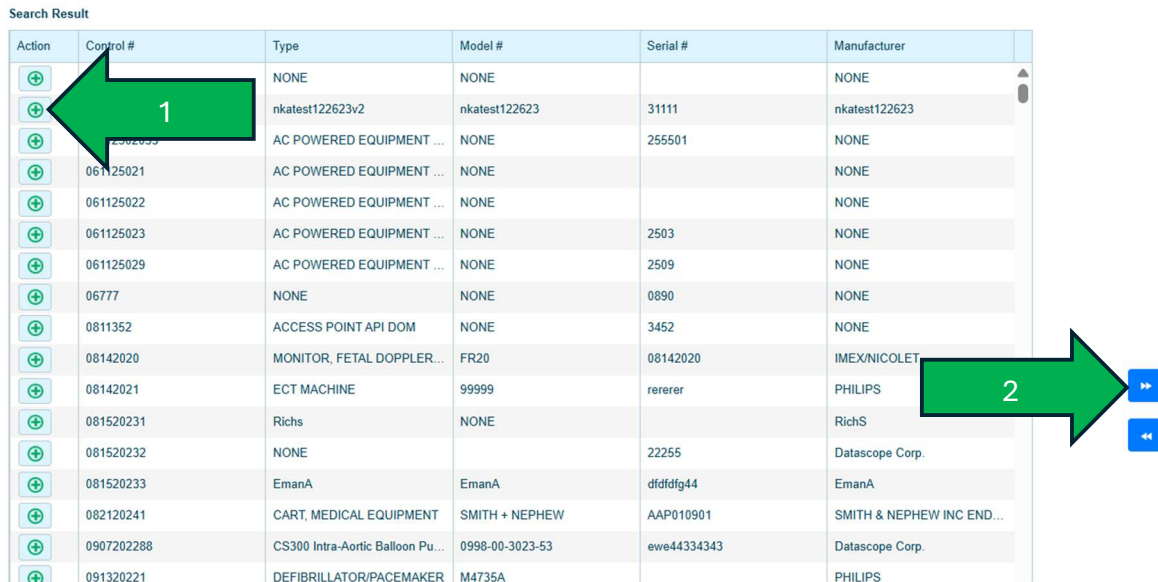 Search Result
Action Control # Type Model # Serial # Manufacturer
NONE NONE NONE
1 nkatest122623v2 nkatest122623 31111 nkatest122623
AC POWERED EQUIPMENT ... NONE 255501 NONE
061125021 AC POWERED EQUIPMENT ... NONE NONE
061125022 AC POWERED EQUIPMENT ... NONE NONE
061125023 AC POWERED EQUIPMENT ... NONE 2503 NONE
061125029 AC POWERED EQUIPMENT ... NONE 2509 NONE
06777 NONE NONE 0890 NONE
0811352 ACCESS POINT API DOM NONE 3452 NONE
08142020 MONITOR, FETAL DOPPLER... FR20 08142020 IMEX/NICOLET
08142021 ECT MACHINE 99999 rererer PHILIPS 2
081520231 Richs NONE RichS
081520232 NONE 22255 Datascope Corp.
081520233 EmanA EmanA dfdfdfg44 EmanA
082120241 CART, MEDICAL EQUIPMENT SMITH + NEPHEW AAP010901 SMITH & NEPHEW INC END...
0907202288 CS300 Intra-Aortic Balloon Pu... 0998-00-3023-53 ewe44334343 Datascope Corp.
091320221 DEFIBRILLATOR/PACEMAKER M4735A PHILIPS